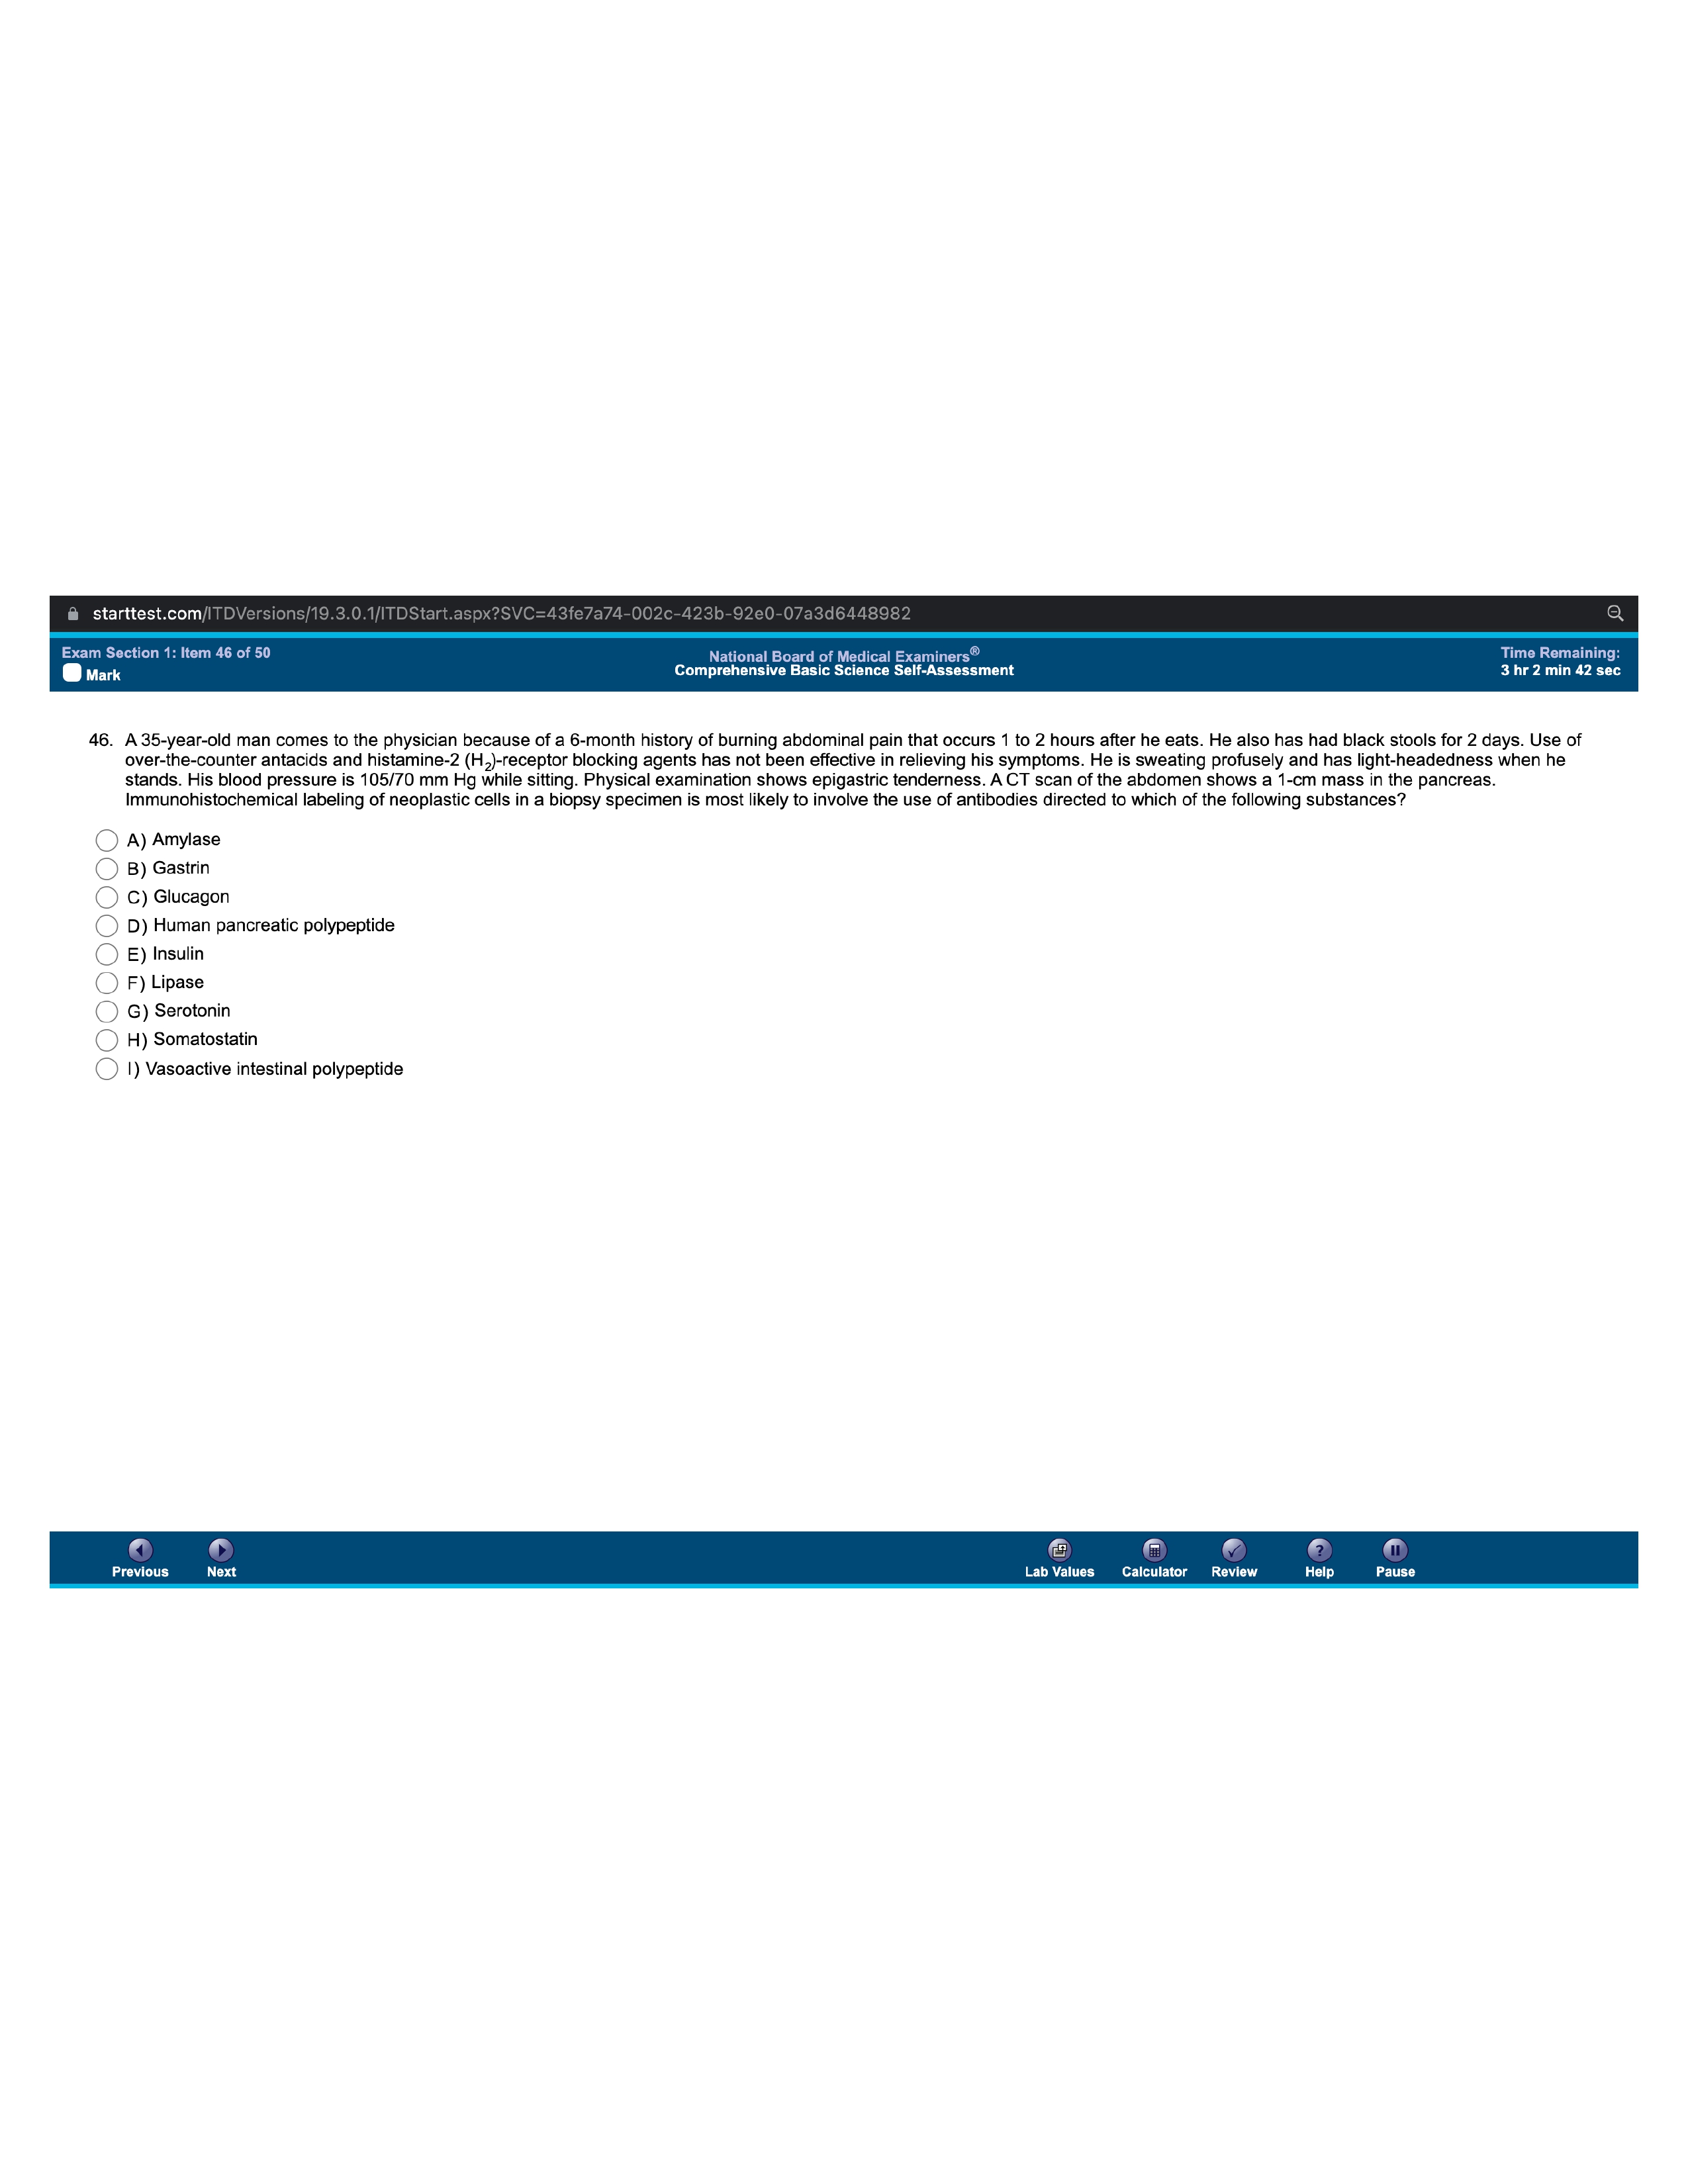 starttest.com/ITDVersions/19.3.0.1/ITDStart.aspx?SVC=43fe7a74-002c-423b-92e0-07a3d6448982
Exam Section 1: Item 46 of 50
Mark
National Board of Medical Examiners®
Comprehensive Basic Science Self-Assessment
Time Remaining:
3 hr 2 min 42 sec
46. A 35-year-old man comes to the physician because of a 6-month history of burning abdominal pain that occurs 1 to 2 hours after he eats. He also has had black stools for 2 days. Use of
over-the-counter antacids and histamine-2 (H2)-receptor blocking agents has not been effective in relieving his symptoms. He is sweating profusely and has light-headedness when he
stands. His blood pressure is 105/70 mm Hg while sitting. Physical examination shows epigastric tenderness. A CT scan of the abdomen shows a 1-cm mass in the pancreas.
Immunohistochemical labeling of neoplastic cells in a biopsy specimen is most likely to involve the use of antibodies directed to which of the following substances?
A) Amylase
B) Gastrin
C) Glucagon
D) Human pancreatic polypeptide
E) Insulin
F) Lipase
G) Serotonin
H) Somatostatin
I) Vasoactive intestinal polypeptide
Previous
Next
Lab Values
Calculator
Review
Help
Pause